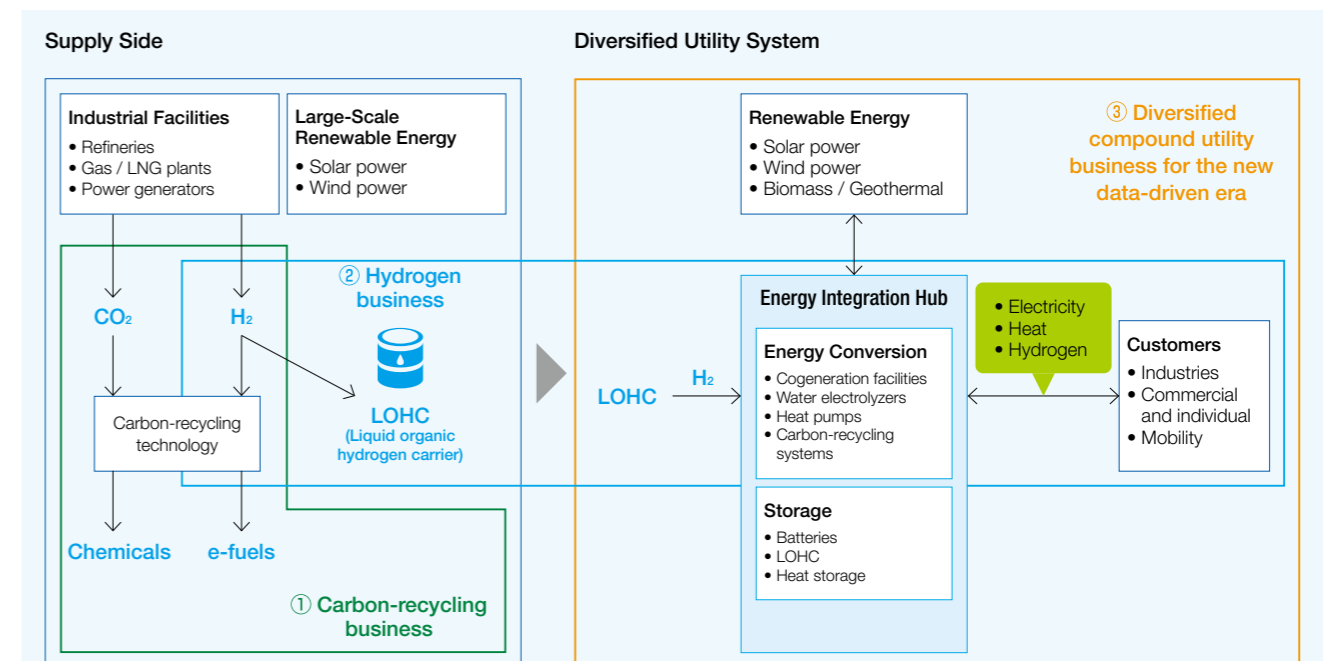 Supply Side
Industrial Facilities
• Refineries
• Gas / LNG plants
• Power generators
Large-Scale
Renewable Energy
• Solar power
• Wind power
CO₂
H₂
② Hydrogen
business
LOHC
(Liquid organic
hydrogen carrier)
Carbon-recycling
technology
Chemicals
e-fuels
① Carbon-recycling
business
Diversified Utility System
Renewable Energy
• Solar power
• Wind power
• Biomass / Geothermal
③ Diversified
compound utility
business for the new
data-driven era
LOHC
H₂
Energy Integration Hub
Energy Conversion
• Cogeneration facilities
• Water electrolyzers
• Heat pumps
• Carbon-recycling
systems
Storage
• Batteries
• LOHC
• Heat storage
• Electricity
• Heat
• Hydrogen
Customers
• Industries
• Commercial
and individual
• Mobility